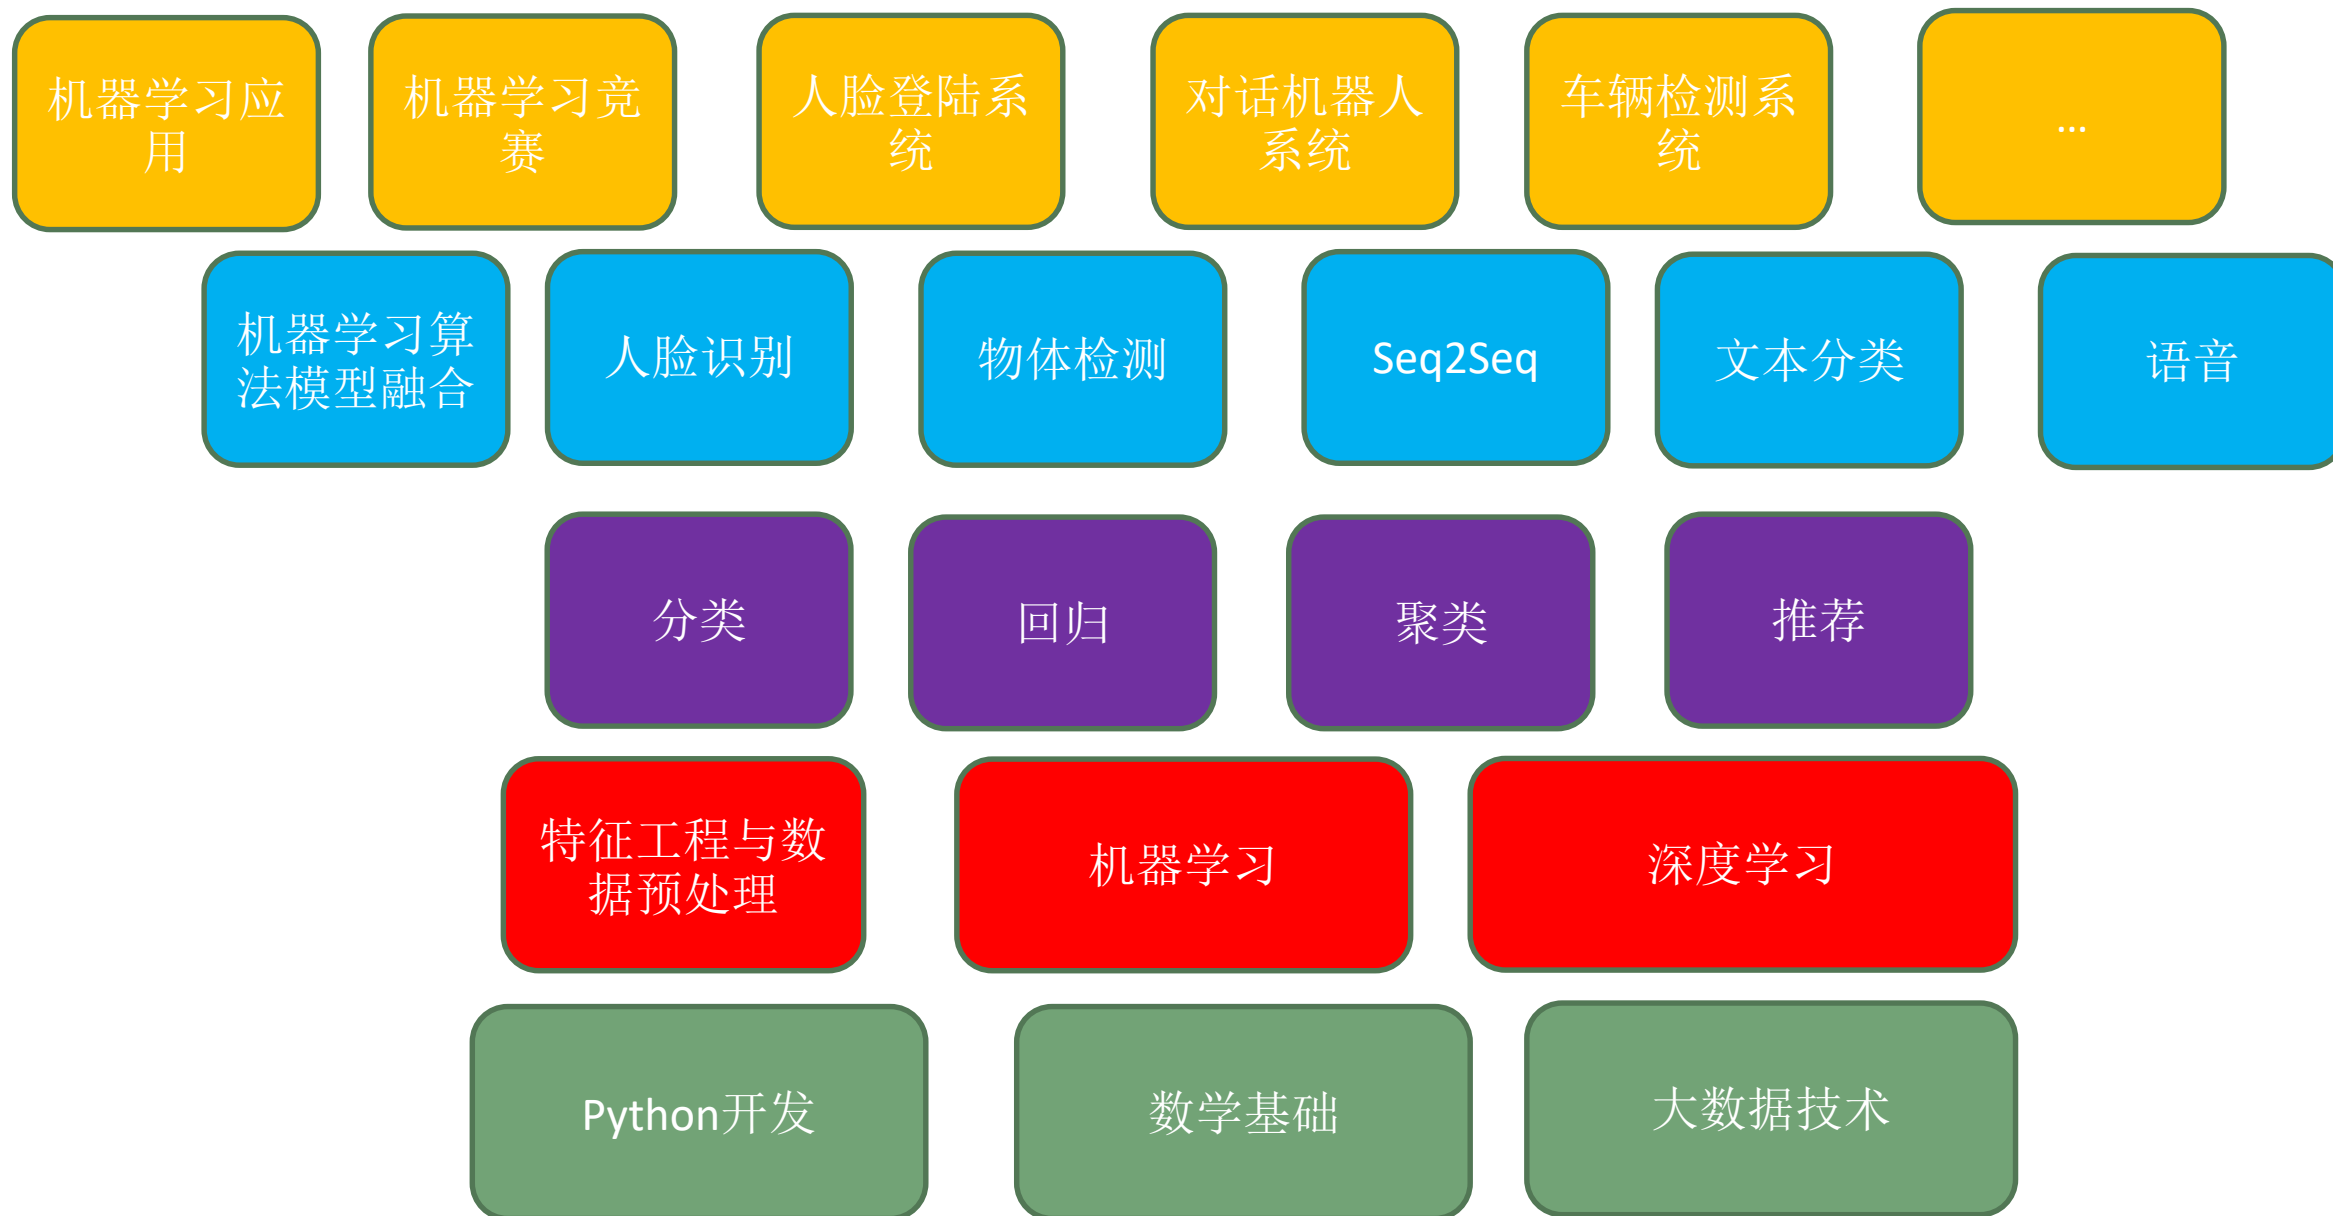 机器学习应
用
机器学习竞
赛
人脸登陆系
统
对话机器人
系统
车辆检测系
统
...
机器学习算
法模型融合
人脸识别
物体检测
Seq2Seq
文本分类
语音
分类
回归
聚类
推荐
特征工程与数
据预处理
机器学习
深度学习
Python开发
数学基础
大数据技术